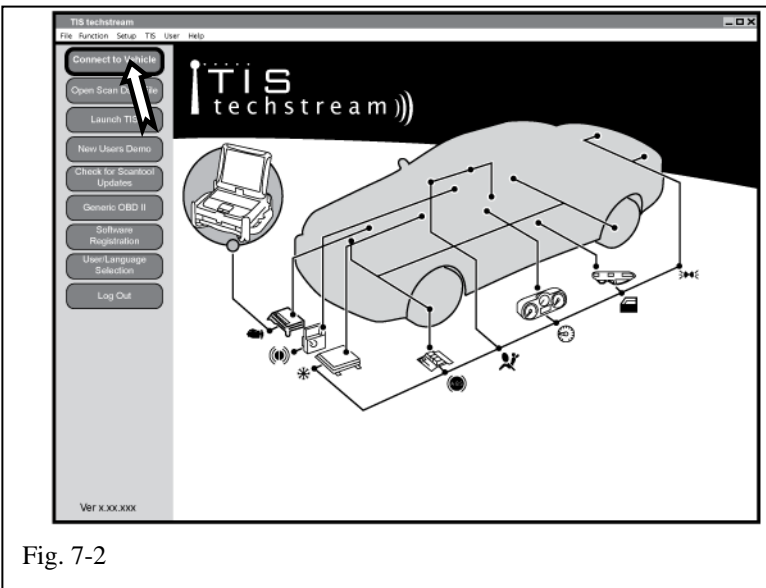 TIS techstream
File Function Setup TIS User Help
Connect to Vehicle
Open Scan Data File
Launch TIS
New Users Demo
Check for Scantool
Updates
Generic OBD II
Software
Registration
User/Language
Selection
Log Out
TIS
techstream
Ver x.xx.xxx
Fig. 7-2